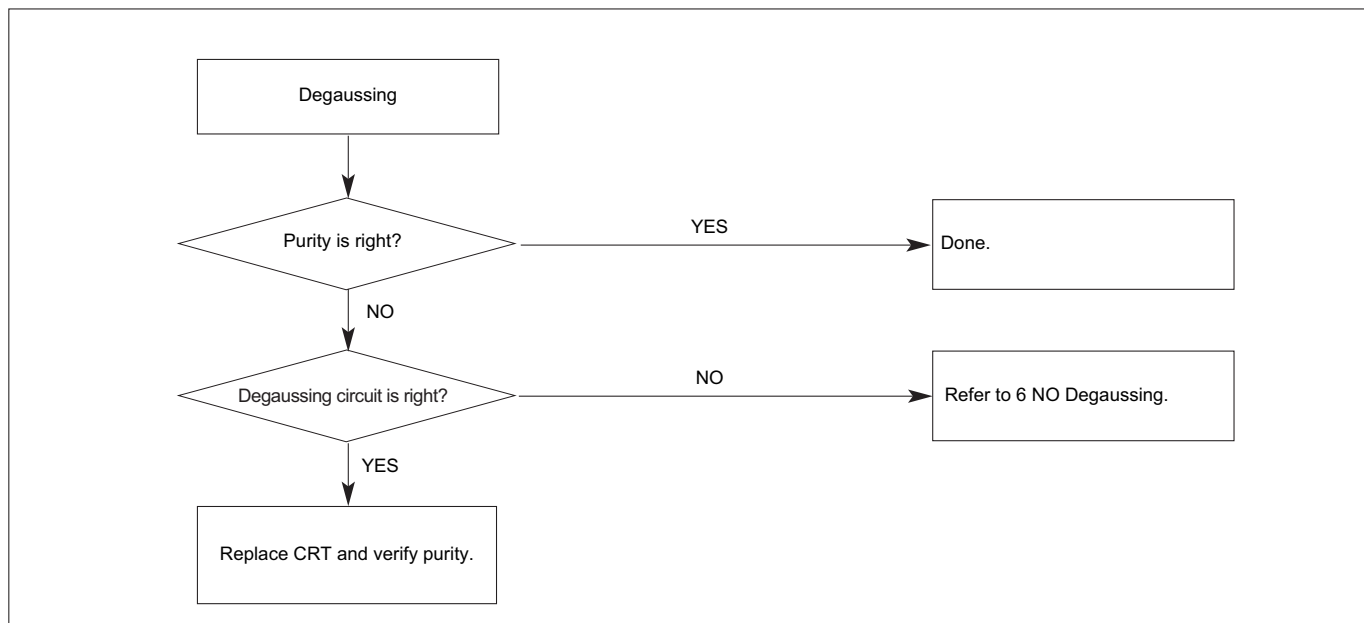 Degaussing
Purity is right?
YES
Done.
NO
Degaussing circuit is right?
NO
Refer to 6 NO Degaussing.
YES
Replace CRT and verify purity.